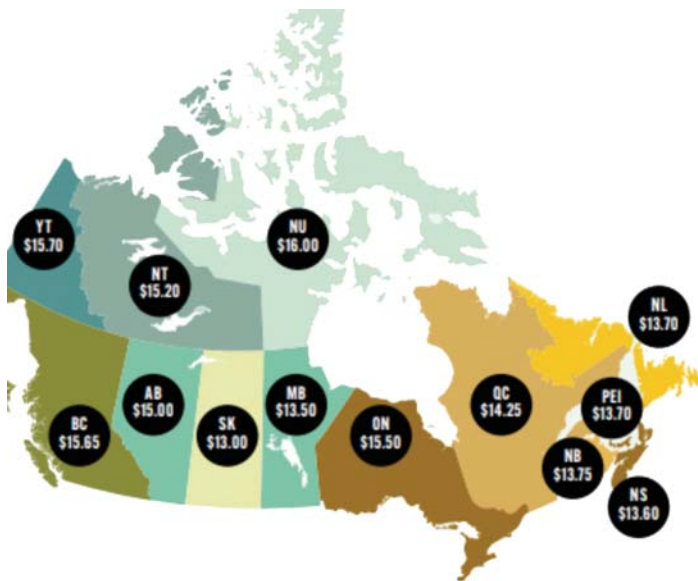 YT
$15.70
NT
$15.20
NU
$16.00
NL
$13.70
BC
$15.65
AB
$15.00
SK
$13.00
MB
$13.50
ON
$15.50
QC
$14.25
PEI
$13.70
NB
$13.75
NS
$13.60